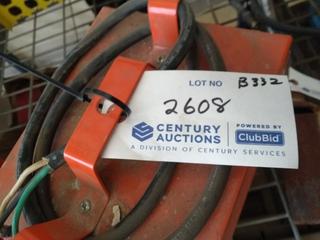 LOT NO B332
2608
CENTURY
AUCTIONS
A DIVISION OF CENTURY SERVICES
POWERED BY
ClubBid